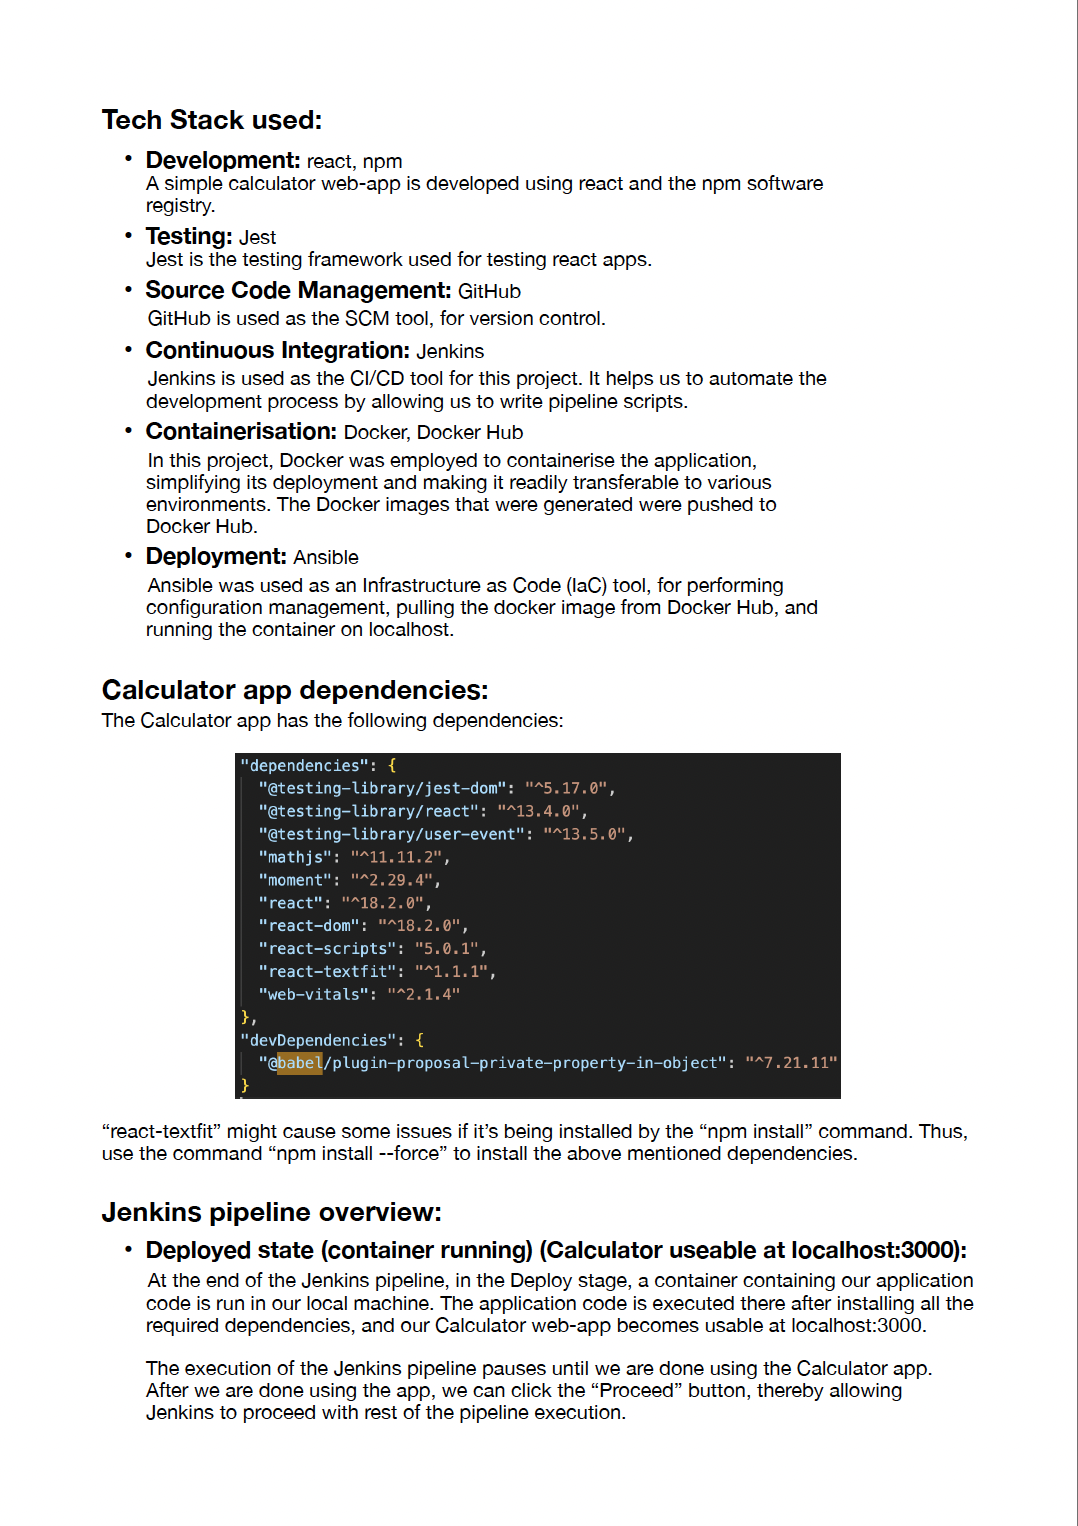 Tech Stack used:
• Development: react, npm
A simple calculator web-app is developed using react and the npm software
registry.
• Testing: Jest
Jest is the testing framework used for testing react apps.
• Source Code Management: GitHub
GitHub is used as the SCM tool, for version control.
• Continuous Integration: Jenkins
Jenkins is used as the CI/CD tool for this project. It helps us to automate the
development process by allowing us to write pipeline scripts.
• Containerisation: Docker, Docker Hub
In this project, Docker was employed to containerise the application,
simplifying its deployment and making it readily transferable to various
environments. The Docker images that were generated were pushed to
Docker Hub.
• Deployment: Ansible
Ansible was used as an Infrastructure as Code (IaC) tool, for performing
configuration management, pulling the docker image from Docker Hub, and
running the container on localhost.
Calculator app dependencies:
The Calculator app has the following dependencies:
"dependencies": {
"@testing-library/jest-dom": "^5.17.0",
"@testing-library/react": "^13.4.0",
"@testing-library/user-event": "^13.5.0",
"mathjs": "^11.11.2",
"moment": "^2.29.4",
"react": "^18.2.0",
"react-dom": "^18.2.0",
"react-scripts": "5.0.1",
"react-textfit": "^1.1.1",
"web-vitals": "^2.1.4"
},
"devDependencies": {
"@babel/plugin-proposal-private-property-in-object": "^7.21.11"
}
“react-textfit” might cause some issues if it’s being installed by the “npm install” command. Thus,
use the command “npm install --force” to install the above mentioned dependencies.
Jenkins pipeline overview:
• Deployed state (container running) (Calculator useable at localhost:3000):
At the end of the Jenkins pipeline, in the Deploy stage, a container containing our application
code is run in our local machine. The application code is executed there after installing all the
required dependencies, and our Calculator web-app becomes usable at localhost:3000.
The execution of the Jenkins pipeline pauses until we are done using the Calculator app.
After we are done using the app, we can click the “Proceed” button, thereby allowing
Jenkins to proceed with rest of the pipeline execution.